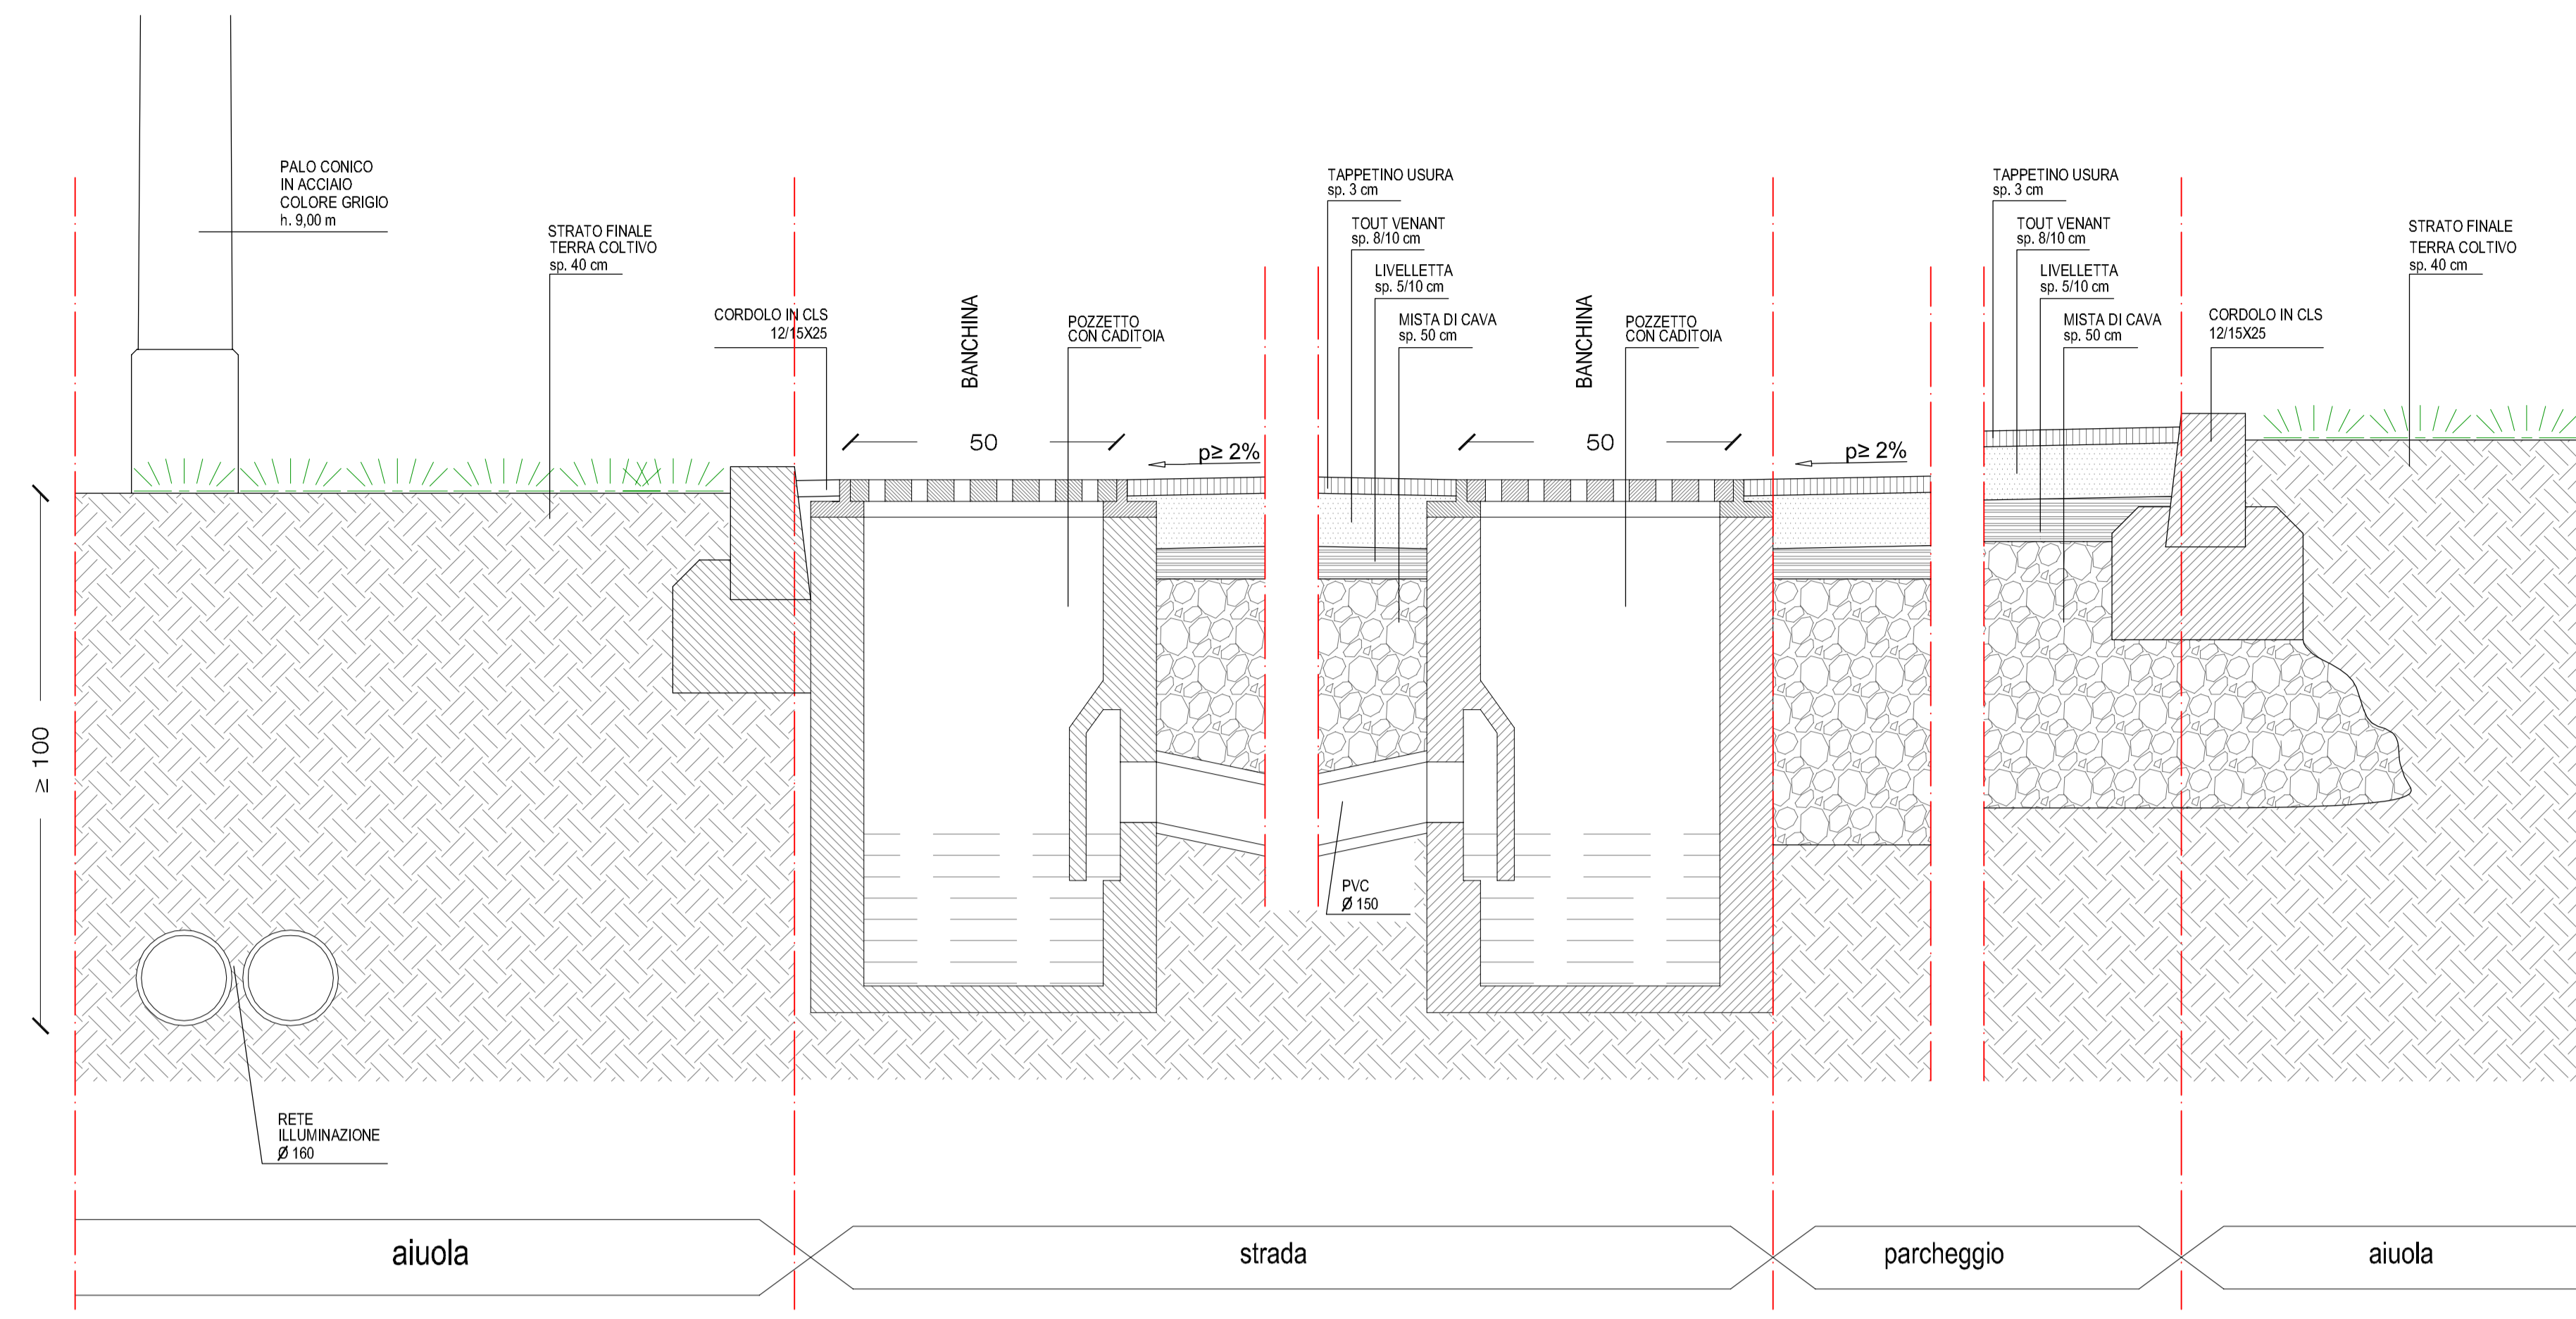 PALO CONICO
IN ACCIAIO
COLORE GRIGIO
h. 9,00 m
STRATO FINALE
TERRA COLTIVO
sp. 40 cm
CORDOLO IN CLS
12/15X25
BANCHINA
50
POZZETTO
CON CADITOIA
p≥ 2%
TAPPETINO USURA
sp. 3 cm
TOUT VENANT
sp. 8/10 cm
LIVELLETTA
sp. 5/10 cm
MISTA DI CAVA
sp. 50 cm
BANCHINA
50
POZZETTO
CON CADITOIA
p≥ 2%
TAPPETINO USURA
sp. 3 cm
TOUT VENANT
sp. 8/10 cm
LIVELLETTA
sp. 5/10 cm
MISTA DI CAVA
sp. 50 cm
CORDOLO IN CLS
12/15X25
STRATO FINALE
TERRA COLTIVO
sp. 40 cm
≥ 100
PVC
Ø 150
RETE
ILLUMINAZIONE
Ø 160
aiuola
strada
parcheggio
aiuola